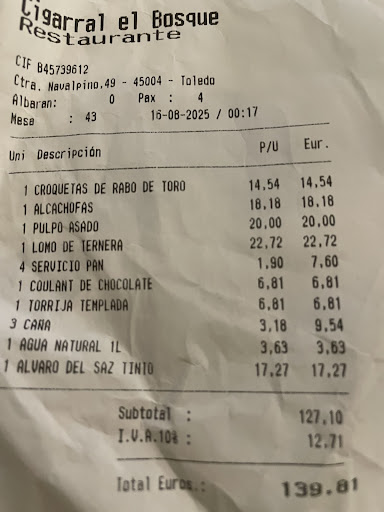 Cigarral el Bosque
Restaurante
CIF B45739612
Ctra. Navalpino,49 - 45004 - Toledo
Albaran: 0 Pax : 4
Mesa : 43 16-08-2025 / 00:17
Uni Descripción P/U Eur.
1 CROQUETAS DE RABO DE TORO 14,54 14,54
1 ALCACHOFAS 18,18 18,18
1 PULPO ASADO 20,00 20,00
1 LOMO DE TERNERA 22,72 22,72
4 SERVICIO PAN 1,90 7,60
1 COULANT DE CHOCOLATE 6,81 6,81
1 TORRIJA TEMPLADA 6,81 6,81
3 CAÑA 3,18 9,54
1 AGUA NATURAL 1L 3,63 3,63
1 ALVARO DEL SAZ TINTO 17,27 17,27
Subtotal : 127,10
I.V.A.10% : 12,71
Total Euros.: 139.81